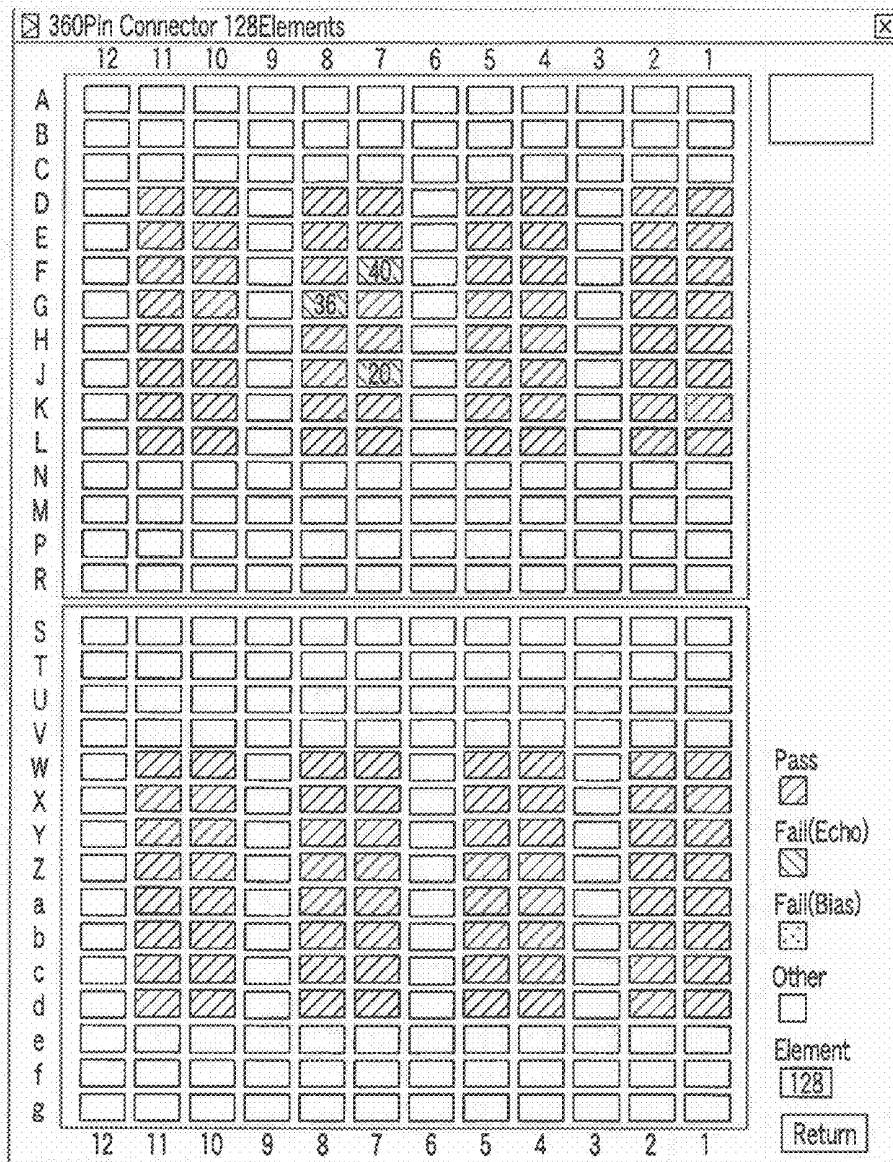 360Pin Connector 128Elements
12 11 10 9 8 7 6 5 4 3 2 1
A
B
C
D
E
F 40
G 36
H
J 20
K
L
N
M
P
R
S
T
U
V
W
X
Y
Z
a
b
c
d
e
f
g
12 11 10 9 8 7 6 5 4 3 2 1
Pass
Fail(Echo)
Fail(Bias)
Other
Element
128
Return